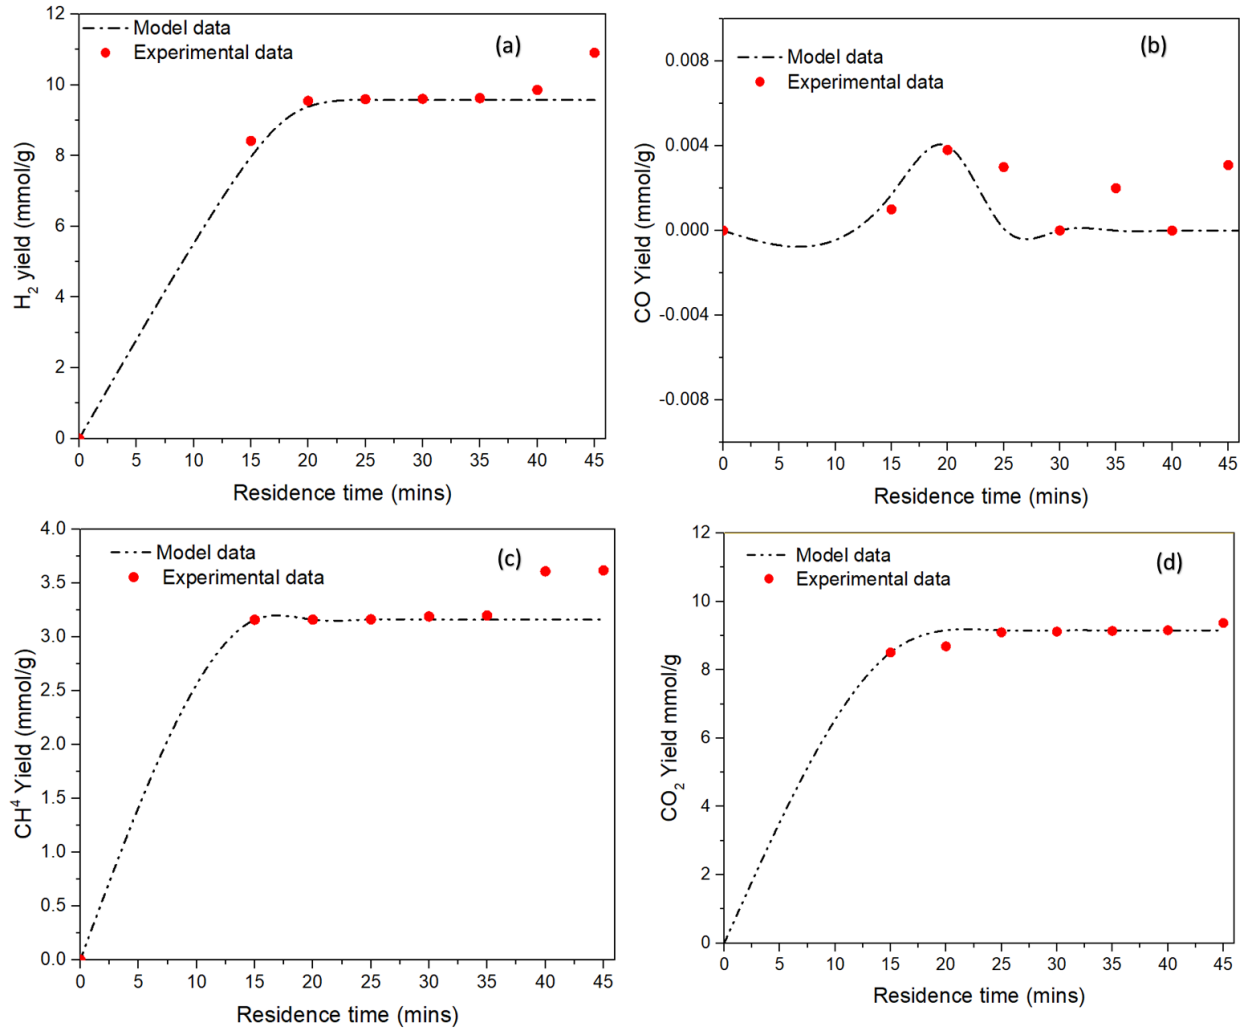 12
10
8
6
4
2
0
Model data
Experimental data
(a)
H₂ yield (mmol/g)
0 5 10 15 20 25 30 35 40 45
Residence time (mins)
0.008
0.004
0.000
-0.004
-0.008
Model data
Experimental data
(b)
CO Yield (mmol/g)
0 5 10 15 20 25 30 35 40 45
Residence time (mins)
4.0
3.5
3.0
2.5
2.0
1.5
1.0
0.5
0.0
Model data
Experimental data
(c)
CH⁴ Yield (mmol/g)
0 5 10 15 20 25 30 35 40 45
Residence time (mins)
12
10
8
6
4
2
0
Model data
Experimental data
(d)
CO₂ Yield mmol/g
0 5 10 15 20 25 30 35 40 45
Residence time (mins)